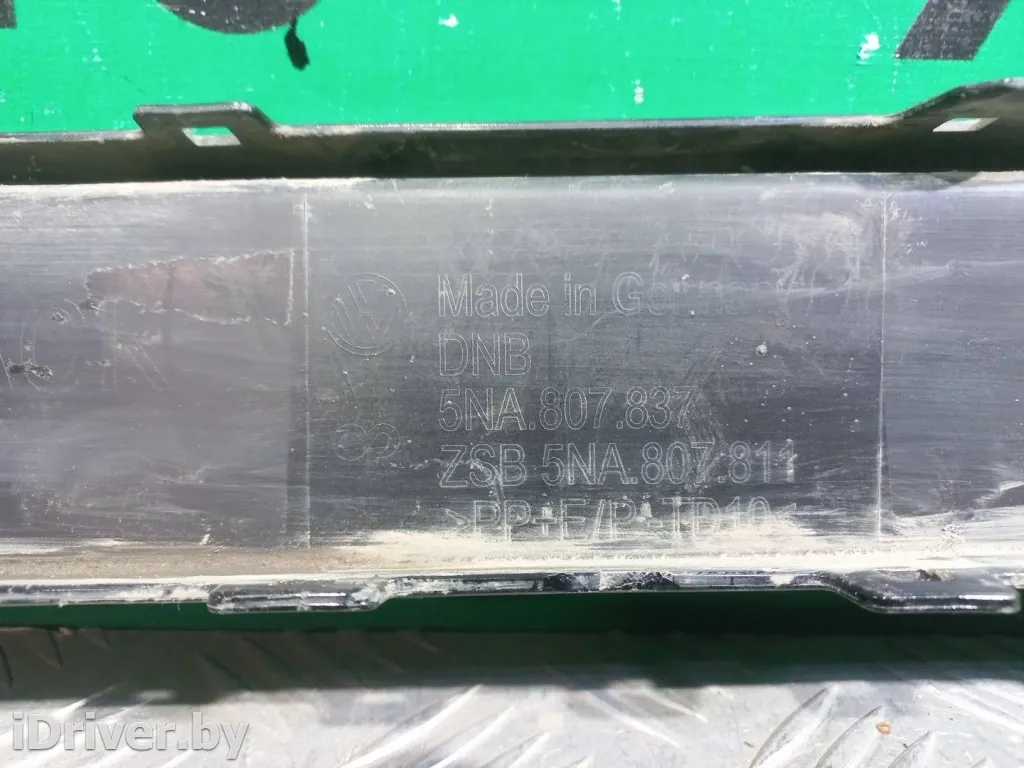 Made in Germany
DNB
5NA.807.837
ZSB 5NA.807.811
>PP+E/P-TD10<
iDriver.by